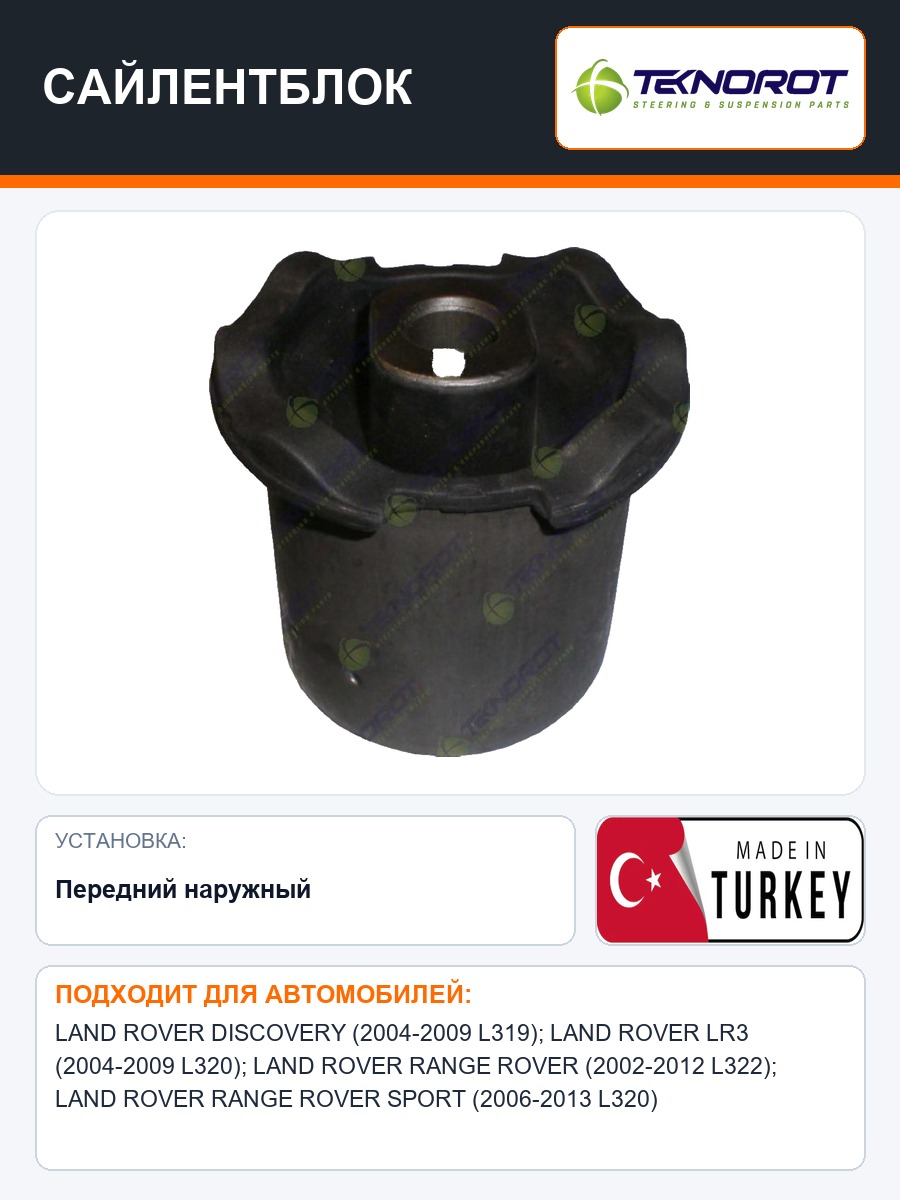 САЙЛЕНТБЛОК
TEKNOROT
STEERING & SUSPENSION PARTS
УСТАНОВКА:
Передний наружный
MADE IN
TURKEY
ПОДХОДИТ ДЛЯ АВТОМОБИЛЕЙ:
LAND ROVER DISCOVERY (2004-2009 L319); LAND ROVER LR3
(2004-2009 L320); LAND ROVER RANGE ROVER (2002-2012 L322);
LAND ROVER RANGE ROVER SPORT (2006-2013 L320)